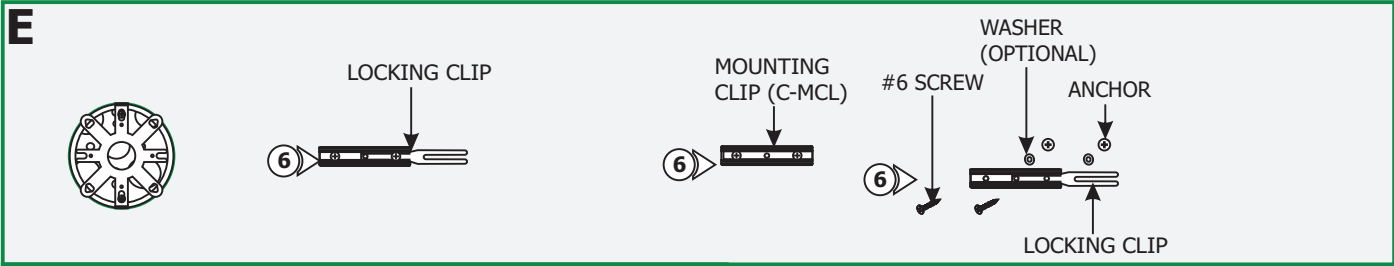 E
LOCKING CLIP
6
MOUNTING
CLIP (C-MCL)
6
#6 SCREW
WASHER
(OPTIONAL)
ANCHOR
6
LOCKING CLIP